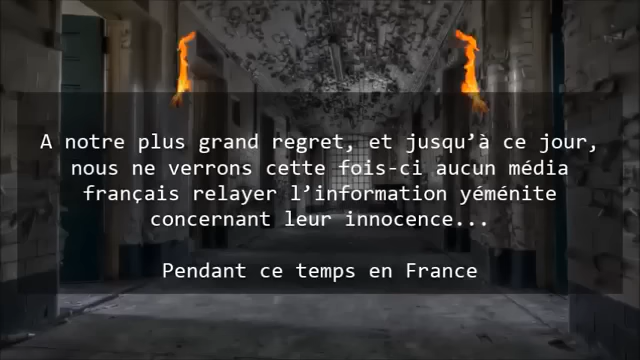 A notre plus grand regret, et jusqu’à ce jour,
nous ne verrons cette fois-ci aucun média
français relayer l’information yéménite
concernant leur innocence...
Pendant ce temps en France